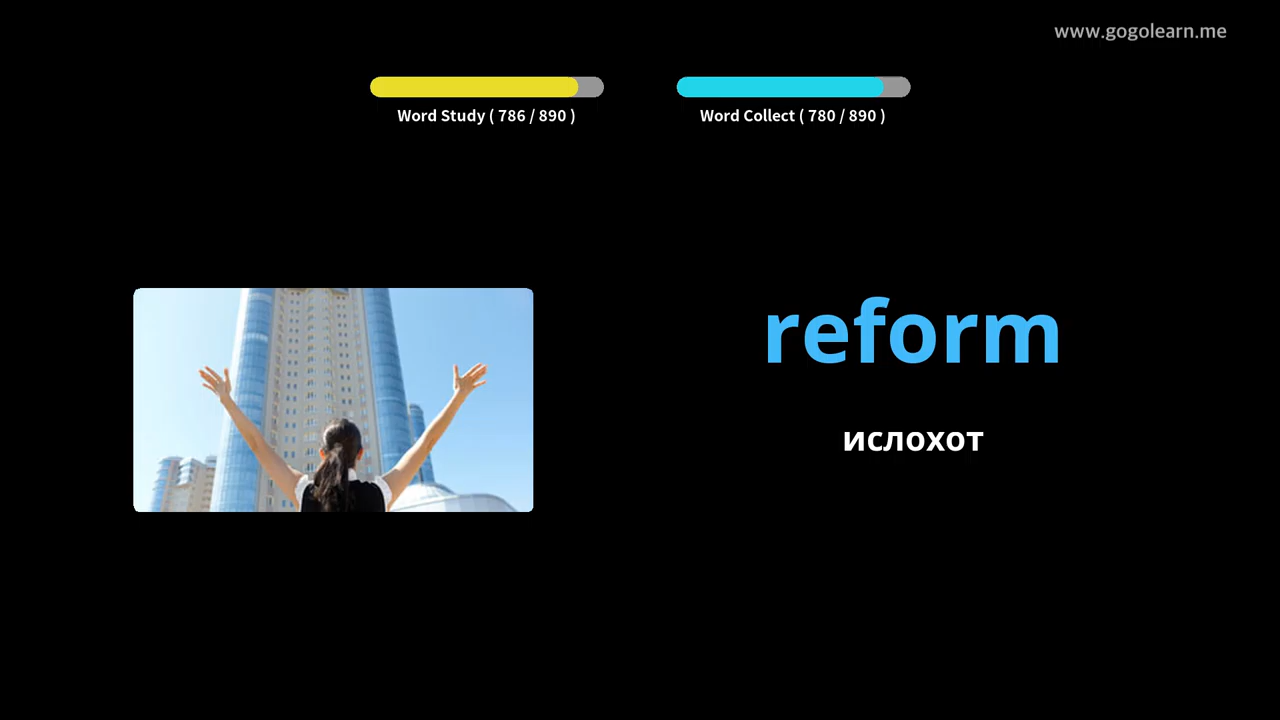 www.gogolearn.me
Word Study ( 786 / 890 )
Word Collect ( 780 / 890 )
reform
ислохот